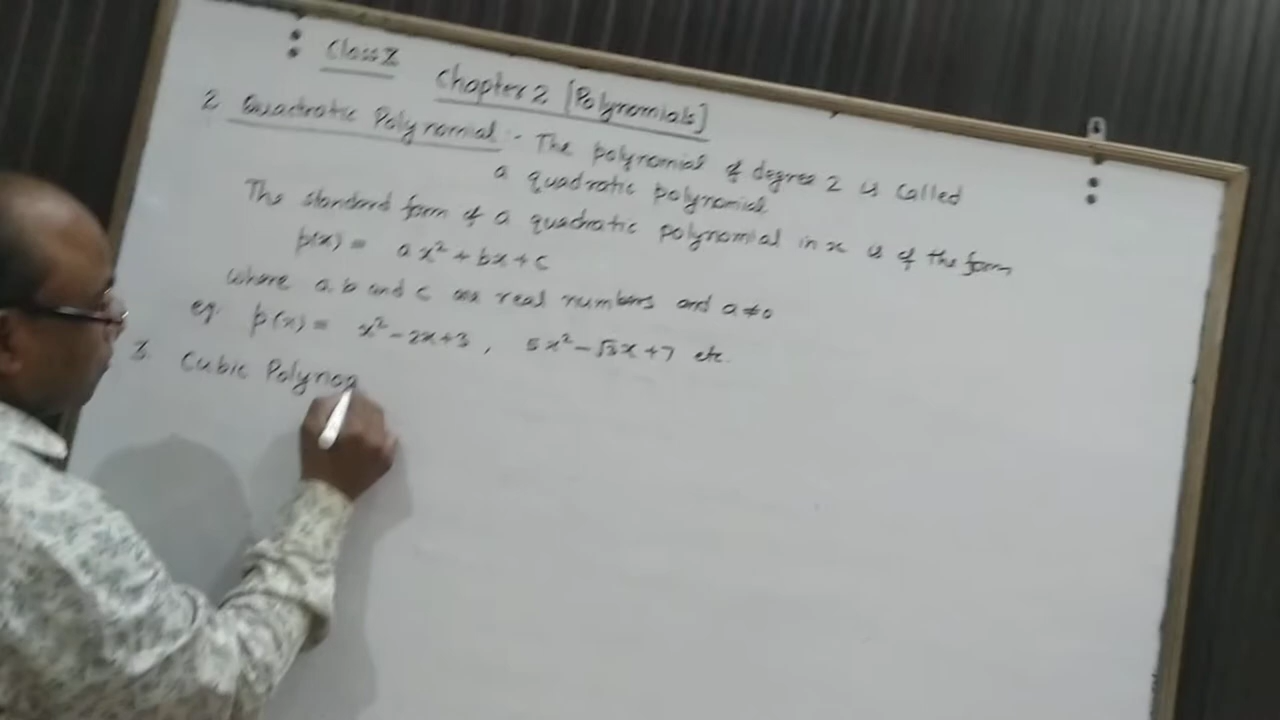 Class X
Chapter 2 [Polynomials]
2. Quadratic Polynomial :- The polynomial of degree 2 is called
a quadratic polynomial
The standard form of a quadratic polynomial in x is of the form
p(x) = ax² + bx + c
where a, b and c are real numbers and a ≠ 0
eg. p(x) = x² - 2x + 3, 5x² - √3x + 7 etc.
3. Cubic Polyno